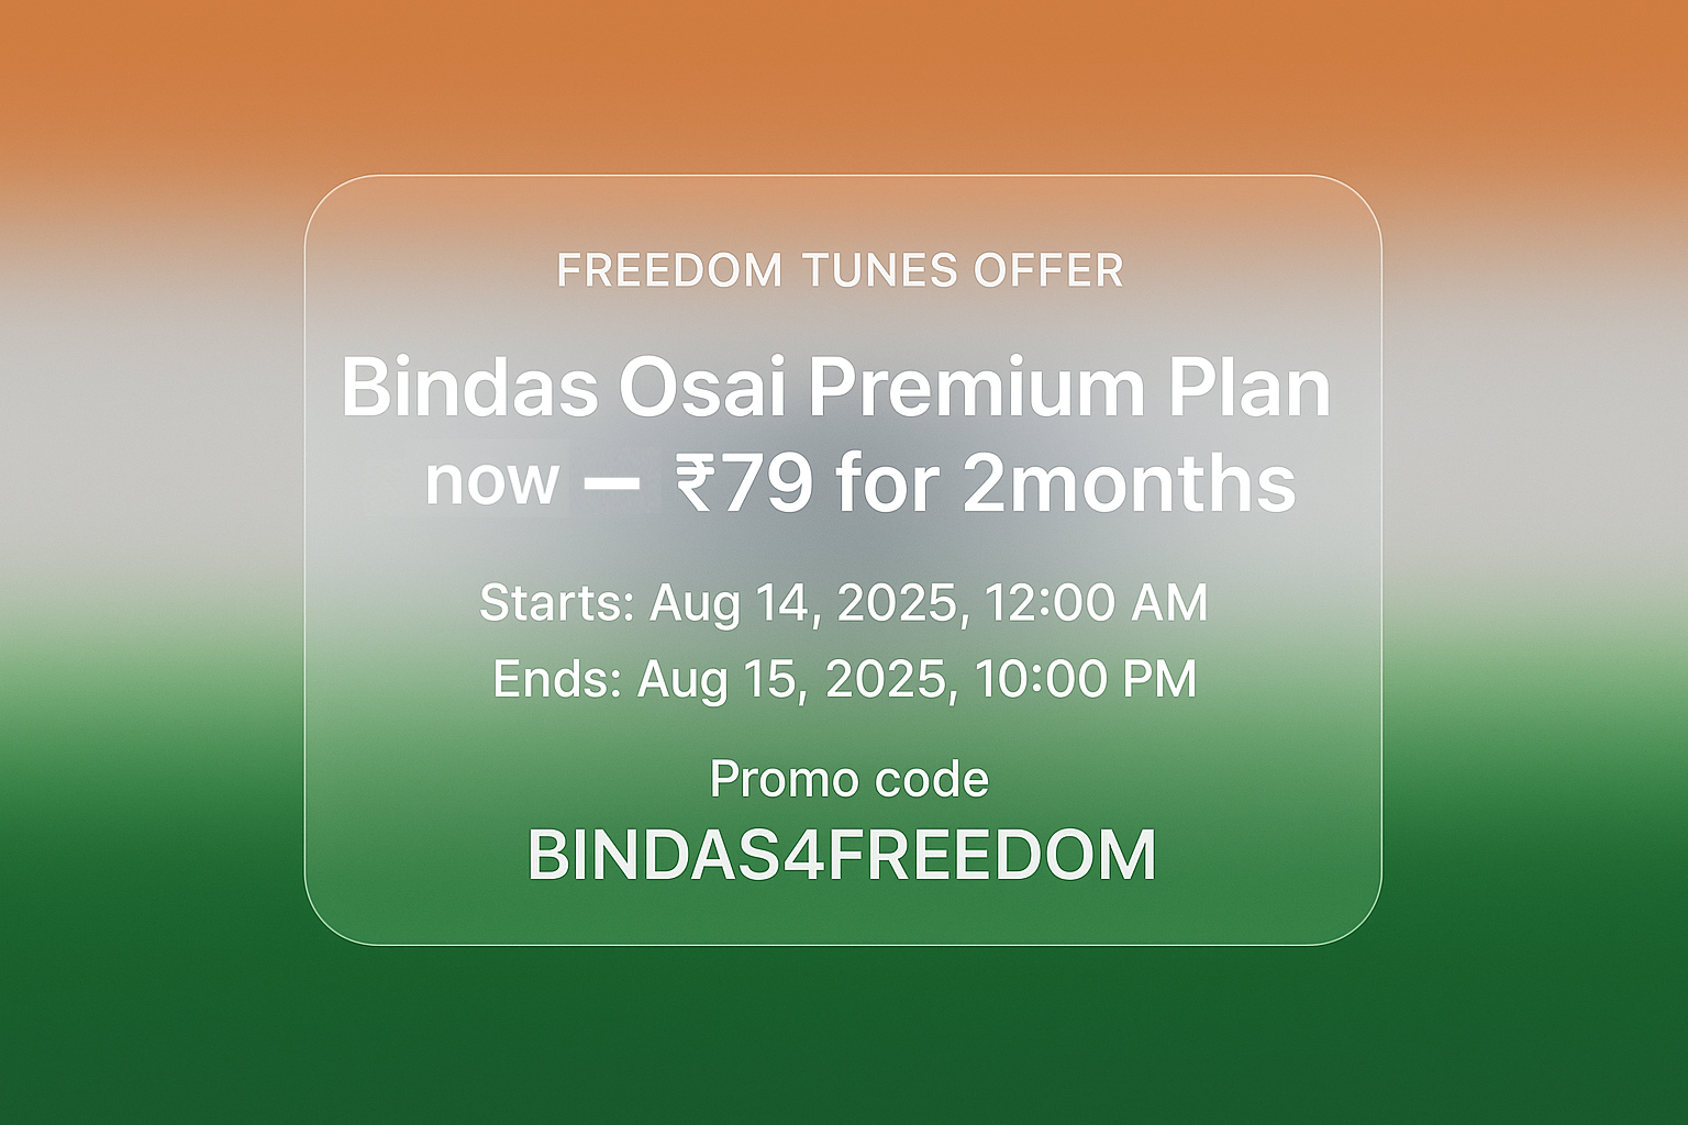 FREEDOM TUNES OFFER
Bindas Osai Premium Plan
now — ₹79 for 2months
Starts: Aug 14, 2025, 12:00 AM
Ends: Aug 15, 2025, 10:00 PM
Promo code
BINDAS4FREEDOM